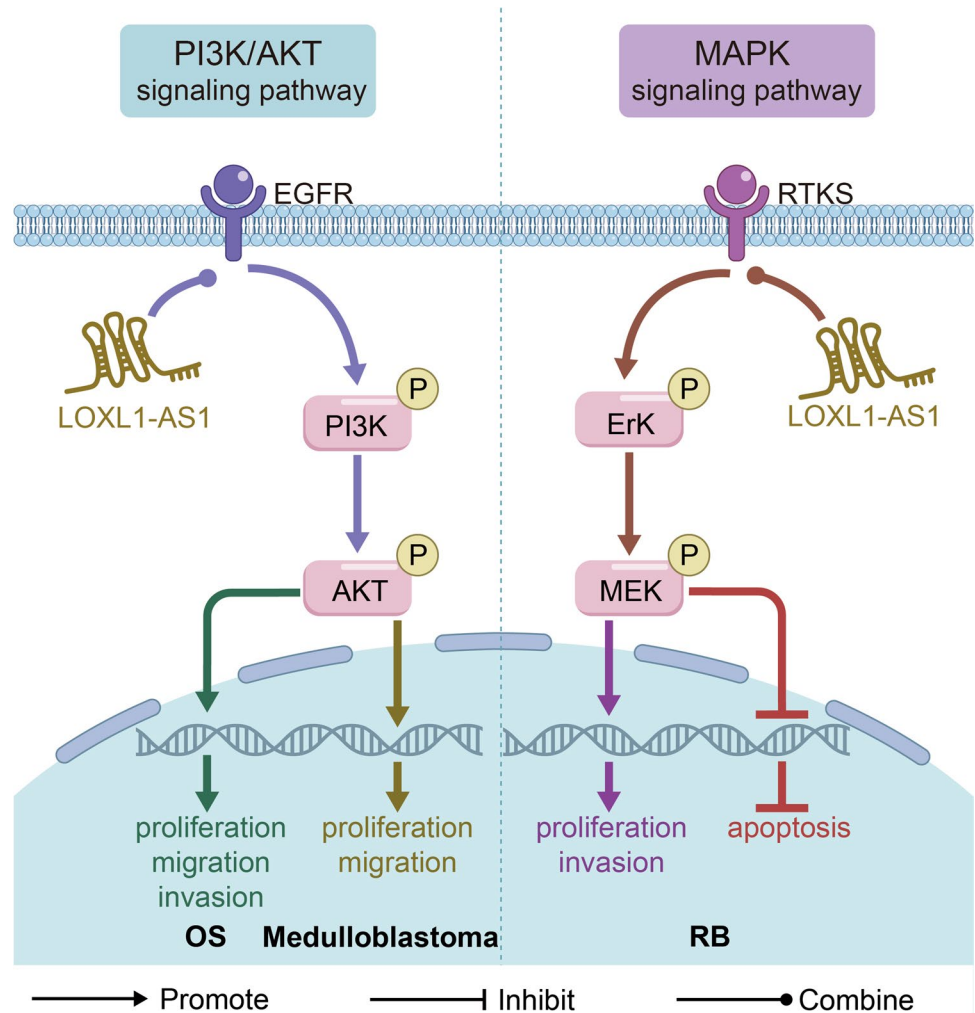 PI3K/AKT
signaling pathway
MAPK
signaling pathway
EGFR
RTKS
LOXL1-AS1
P
PI3K
P
ErK
LOXL1-AS1
P
AKT
P
MEK
proliferation
migration
invasion
proliferation
migration
proliferation
invasion
apoptosis
OS
Medulloblastoma
RB
Promote
Inhibit
Combine